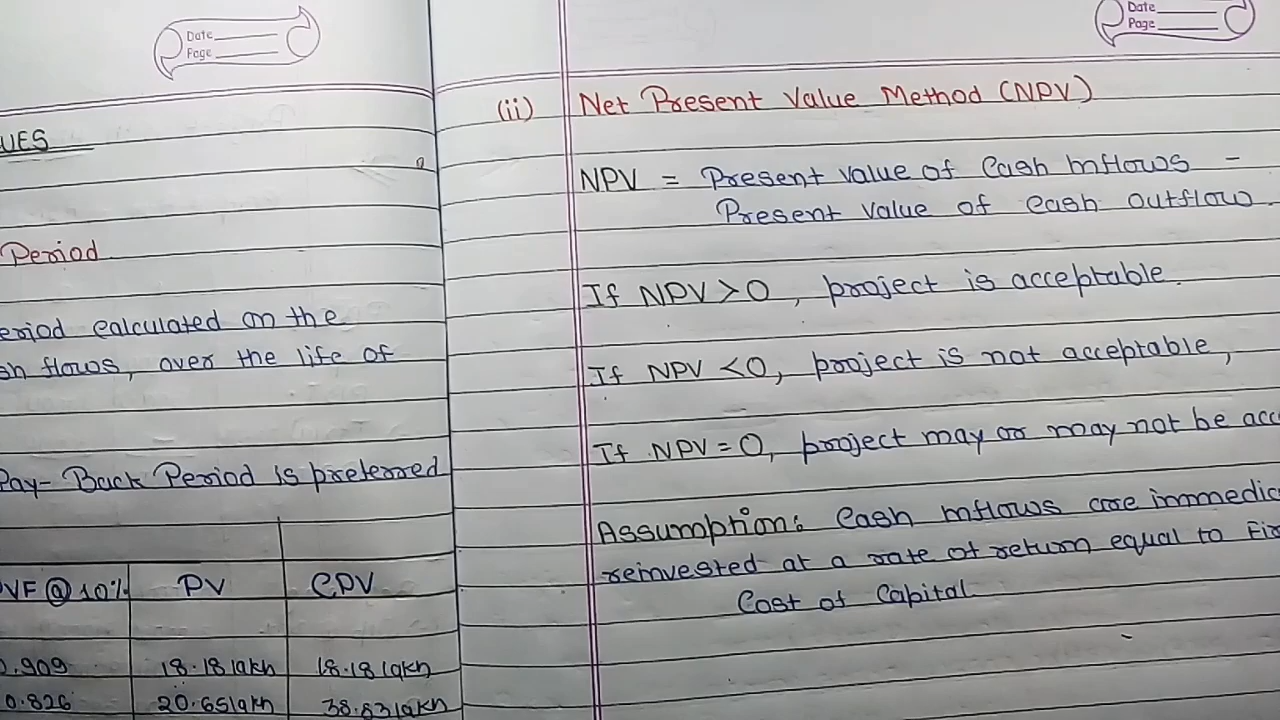 Date
Page
UES
Period
eriod calculated on the
sh flows, over the life of
Pay-Back Period is preferred
VF @ 10% PV CPV
0.909 18.18 lakh 18.18 lakh
0.826 20.65 lakh 38.83 lakh
Date
Page
(ii) Net Present Value Method (NPV)
NPV = Present value of Cash Inflows -
Present Value of cash outflow.
If NPV > 0, project is acceptable.
If NPV < 0, project is not acceptable,
If NPV = 0, project may or may not be acc
Assumption: Cash inflows are immedia
reinvested at a rate of return equal to Fir
Cost of Capital